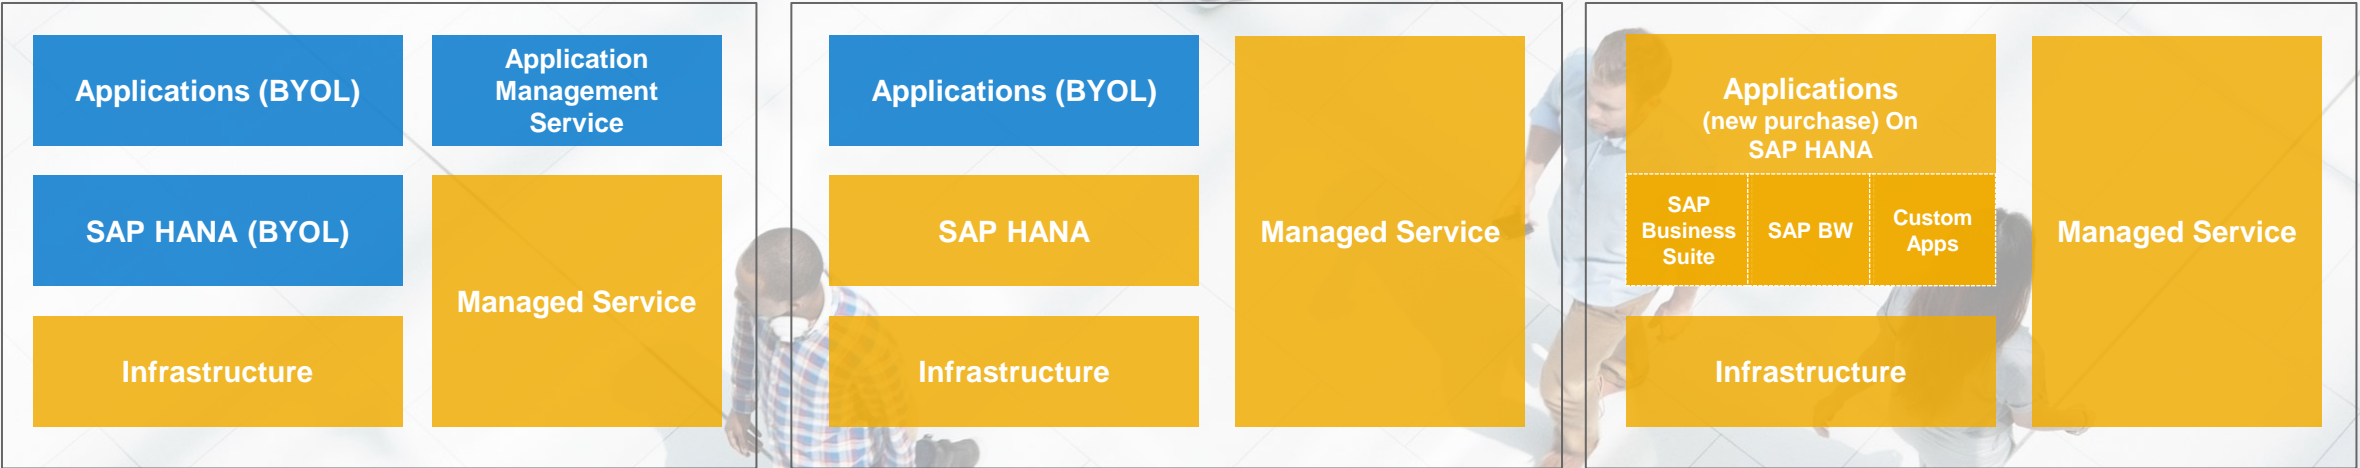 Applications (BYOL)
Application
Management
Service
SAP HANA (BYOL)
Managed Service
Infrastructure
Applications (BYOL)
SAP HANA
Infrastructure
Managed Service
Applications
(new purchase) On
SAP HANA
SAP
Business
Suite
SAP BW
Custom
Apps
Infrastructure
Managed Service